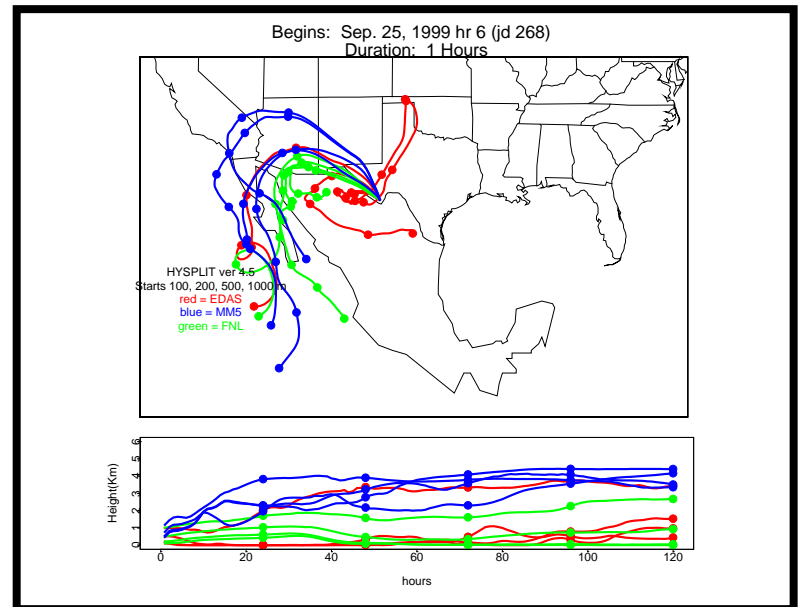 Begins:  Sep. 25, 1999 hr 6 (jd 268)
Duration:  1 Hours
HYSPLIT ver 4.5
Starts 100, 200, 500, 1000 m
red = EDAS
blue = MM5
green = FNL
Height(Km)
6
5
4
3
2
1
0
0 20 40 60 80 100 120
hours